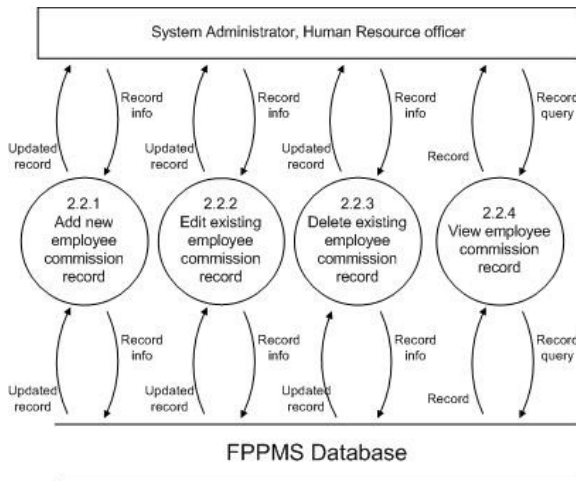 System Administrator, Human Resource officer
Record
info
Record
info
Record
info
Record
query
Updated
record
Updated
record
Updated
record
Record
2.2.1
Add new
employee
commission
record
2.2.2
Edit existing
employee
commission
record
2.2.3
Delete existing
employee
commission
record
2.2.4
View employee
commission
record
Record
info
Record
info
Record
info
Record
query
Updated
record
Updated
record
Updated
record
Record
FPPMS Database